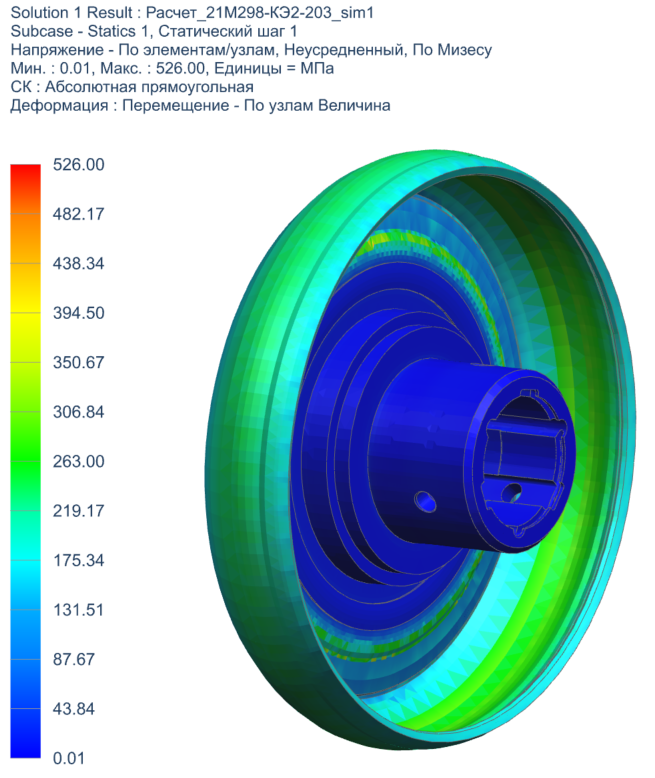 Solution 1 Result : Расчет_21М298-КЭ2-203_sim1
Subcase - Statics 1, Статический шаг 1
Напряжение - По элементам/узлам, Неусредненный, По Мизесу
Мин. : 0.01, Макс. : 526.00, Единицы = МПа
СК : Абсолютная прямоугольная
Деформация : Перемещение - По узлам Величина
526.00
482.17
438.34
394.50
350.67
306.84
263.00
219.17
175.34
131.51
87.67
43.84
0.01